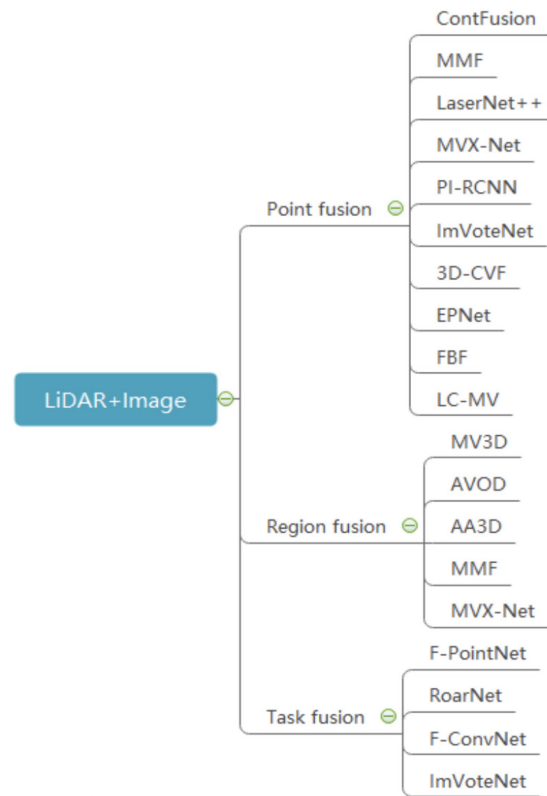 LiDAR+Image
Point fusion
ContFusion
MMF
LaserNet++
MVX-Net
PI-RCNN
ImVoteNet
3D-CVF
EPNet
FBF
LC-MV
Region fusion
MV3D
AVOD
AA3D
MMF
MVX-Net
Task fusion
F-PointNet
RoarNet
F-ConvNet
ImVoteNet